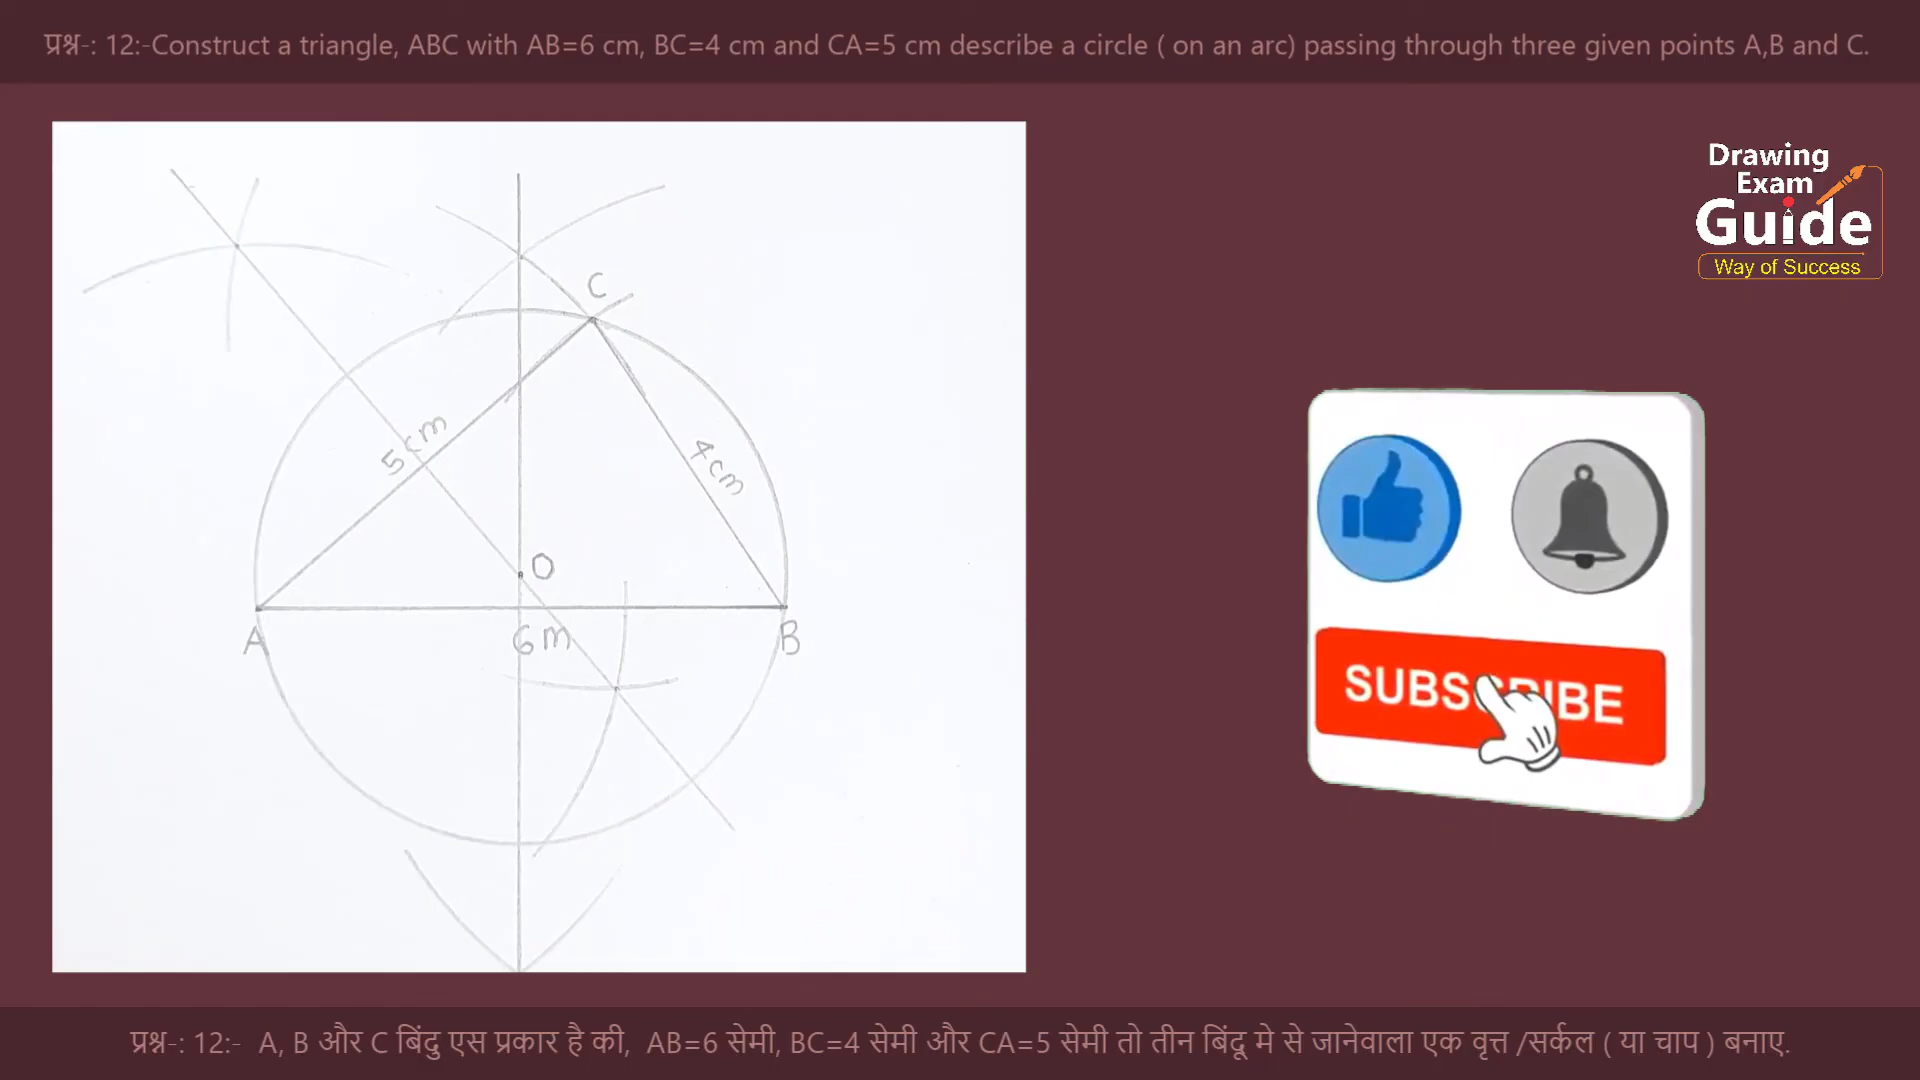 प्रश्न-: 12:-Construct a triangle, ABC with AB=6 cm, BC=4 cm and CA=5 cm describe a circle ( on an arc) passing through three given points A,B and C.
Drawing
Exam
Guide
Way of Success
C
5 cm
4cm
O
A
6m
B
SUBSCRIBE
प्रश्न-: 12:- A, B और C बिंदु एस प्रकार है की, AB=6 सेमी, BC=4 सेमी और CA=5 सेमी तो तीन बिंदू मे से जानेवाला एक वृत्त /सर्कल ( या चाप ) बनाए.